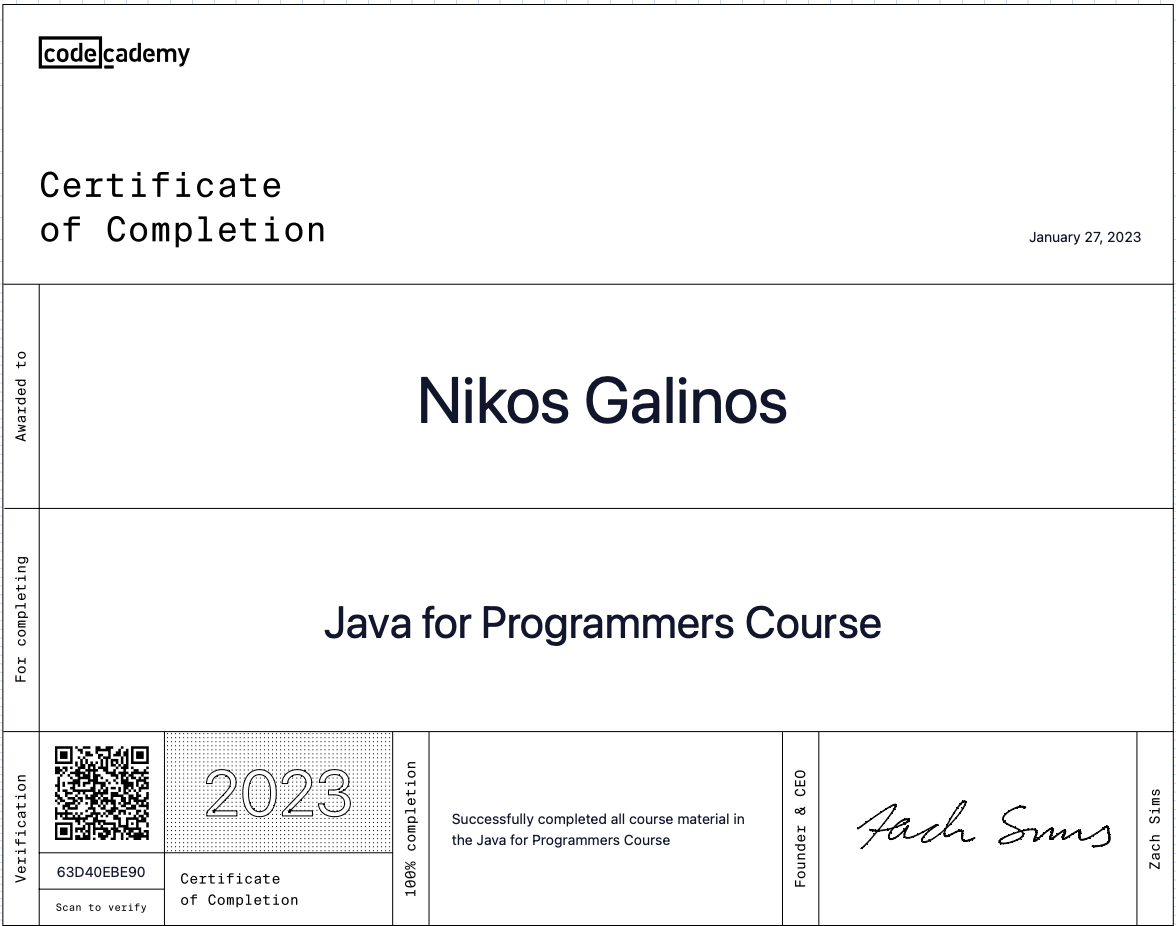 codecademy
Certificate
of Completion
January 27, 2023
Awarded to
Nikos Galinos
For completing
Java for Programmers Course
Verification
63D40EBE90
Scan to verify
2023
Certificate
of Completion
100% completion
Successfully completed all course material in
the Java for Programmers Course
Founder & CEO
Zach Sims
Zach Sims